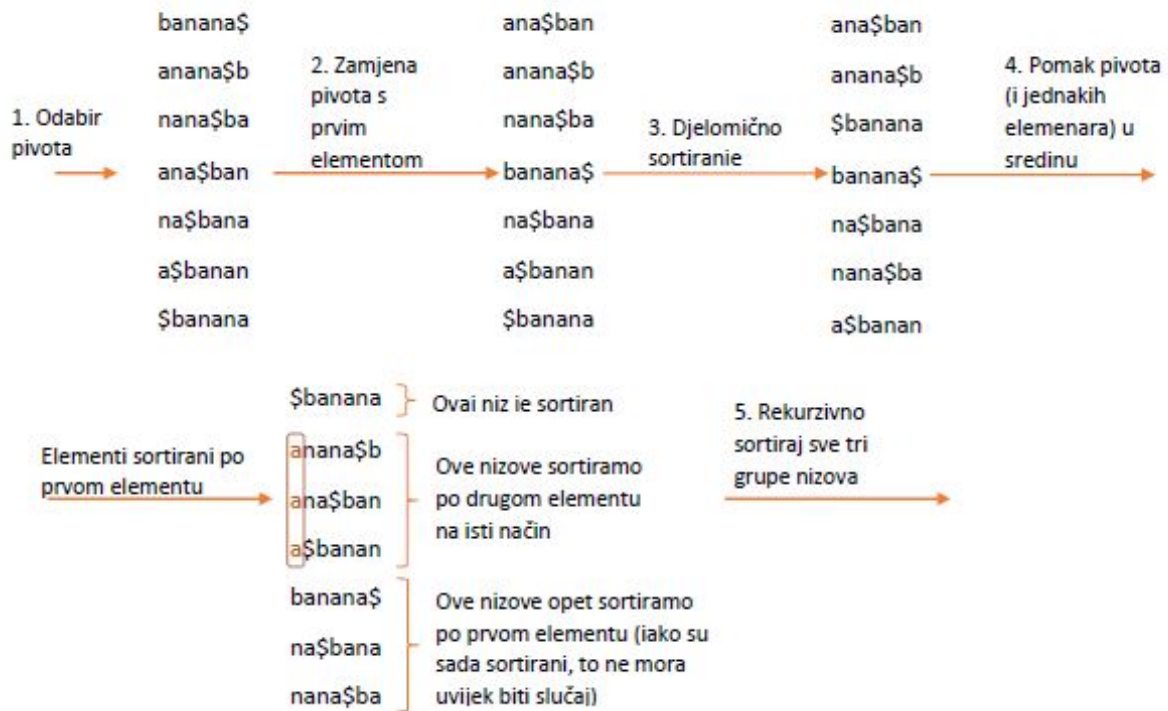 1. Odabir
pivota
banana$
anana$b
nana$ba
ana$ban
na$bana
a$banan
$banana
2. Zamjena
pivota s
prvim
elementom
ana$ban
anana$b
nana$ba
banana$
na$bana
a$banan
$banana
3. Djelomično
sortiranje
ana$ban
anana$b
$banana
banana$
na$bana
nana$ba
a$banan
4. Pomak pivota
(i jednakih
elemenara) u
sredinu
Elementi sortirani po
prvom elementu
$banana
anana$b
ana$ban
a$banan
banana$
na$bana
nana$ba
Ovai niz ie sortiran
Ove nizove sortiramo
po drugom elementu
na isti način
Ove nizove opet sortiramo
po prvom elementu (iako su
sada sortirani, to ne mora
uvijek biti slučaj)
5. Rekurzivno
sortiraj sve tri
grupe nizova